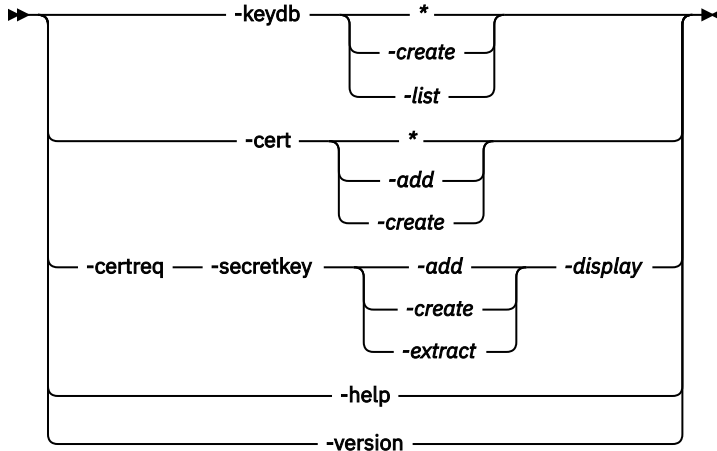 -keydb *
-create
-list
-cert *
-add
-create
-certreq -secretkey -add -display
-create
-extract
-help
-version